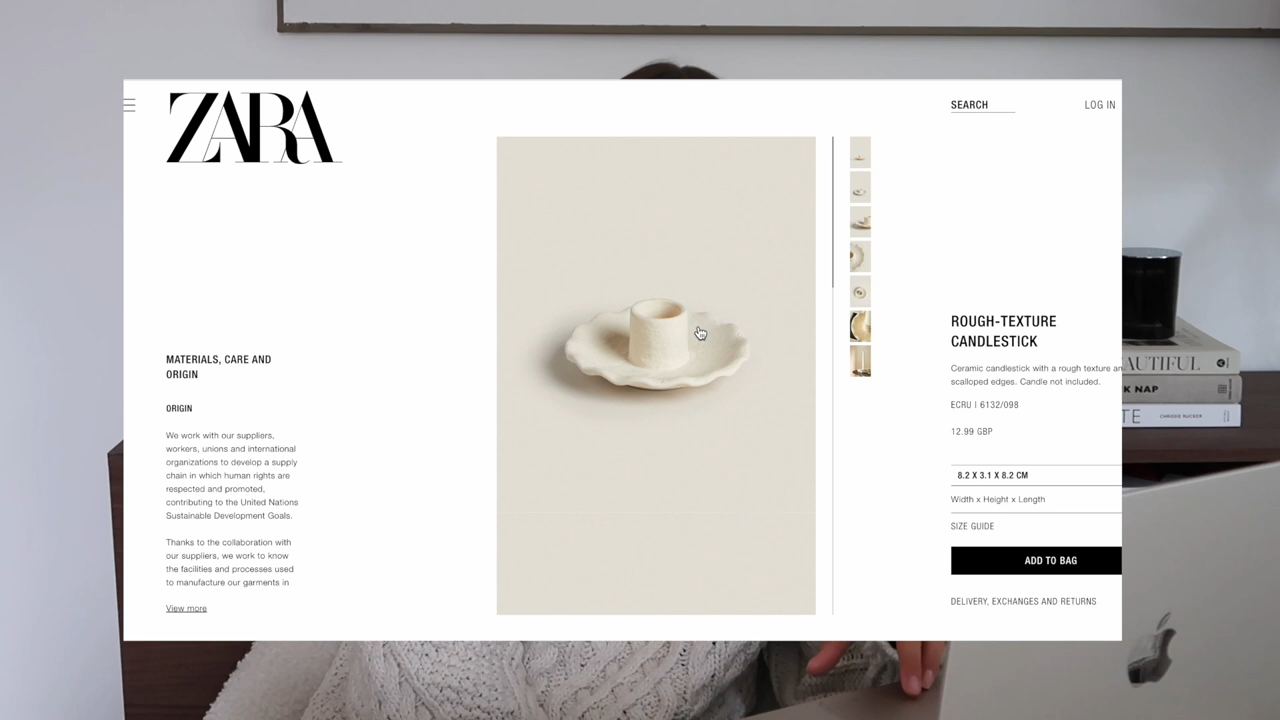 ZARA
SEARCH
LOG IN
MATERIALS, CARE AND
ORIGIN
ORIGIN
We work with our suppliers,
workers, unions and international
organizations to develop a supply
chain in which human rights are
respected and promoted,
contributing to the United Nations
Sustainable Development Goals.
Thanks to the collaboration with
our suppliers, we work to know
the facilities and processes used
to manufacture our garments in
View more
ROUGH-TEXTURE
CANDLESTICK
Ceramic candlestick with a rough texture an
scalloped edges. Candle not included.
ECRU | 6132/098
12.99 GBP
8.2 X 3.1 X 8.2 CM
Width x Height x Length
SIZE GUIDE
ADD TO BAG
DELIVERY, EXCHANGES AND RETURNS
AUTIFUL
K NAP
TE
CHRISSIE RUCKER